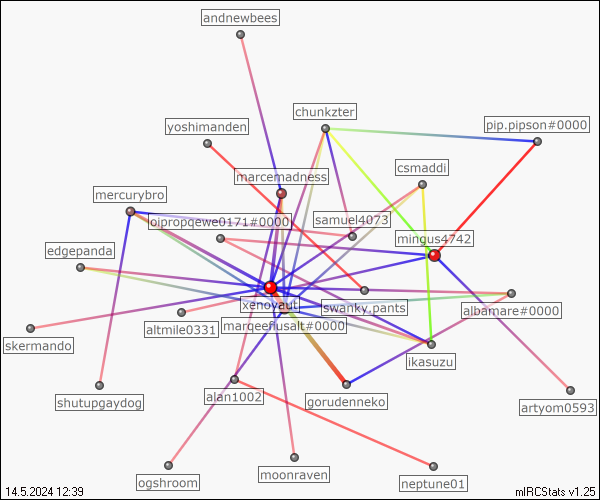 andnewbees
chunkzter
yoshimanden
pip.pipson#0000
csmaddi
marcemadness
mercurybro
oipropqewe0171#0000
samuel4073
mingus4742
edgepanda
xenoyaut
swanky.pants
albamare#0000
altmile0331
marqeeflusalt#0000
skermando
ikasuzu
alan1002
gorudenneko
shutupgaydog
artyom0593
ogshroom
moonraven
neptune01
14.5.2024 12:39
mIRCStats v1.25